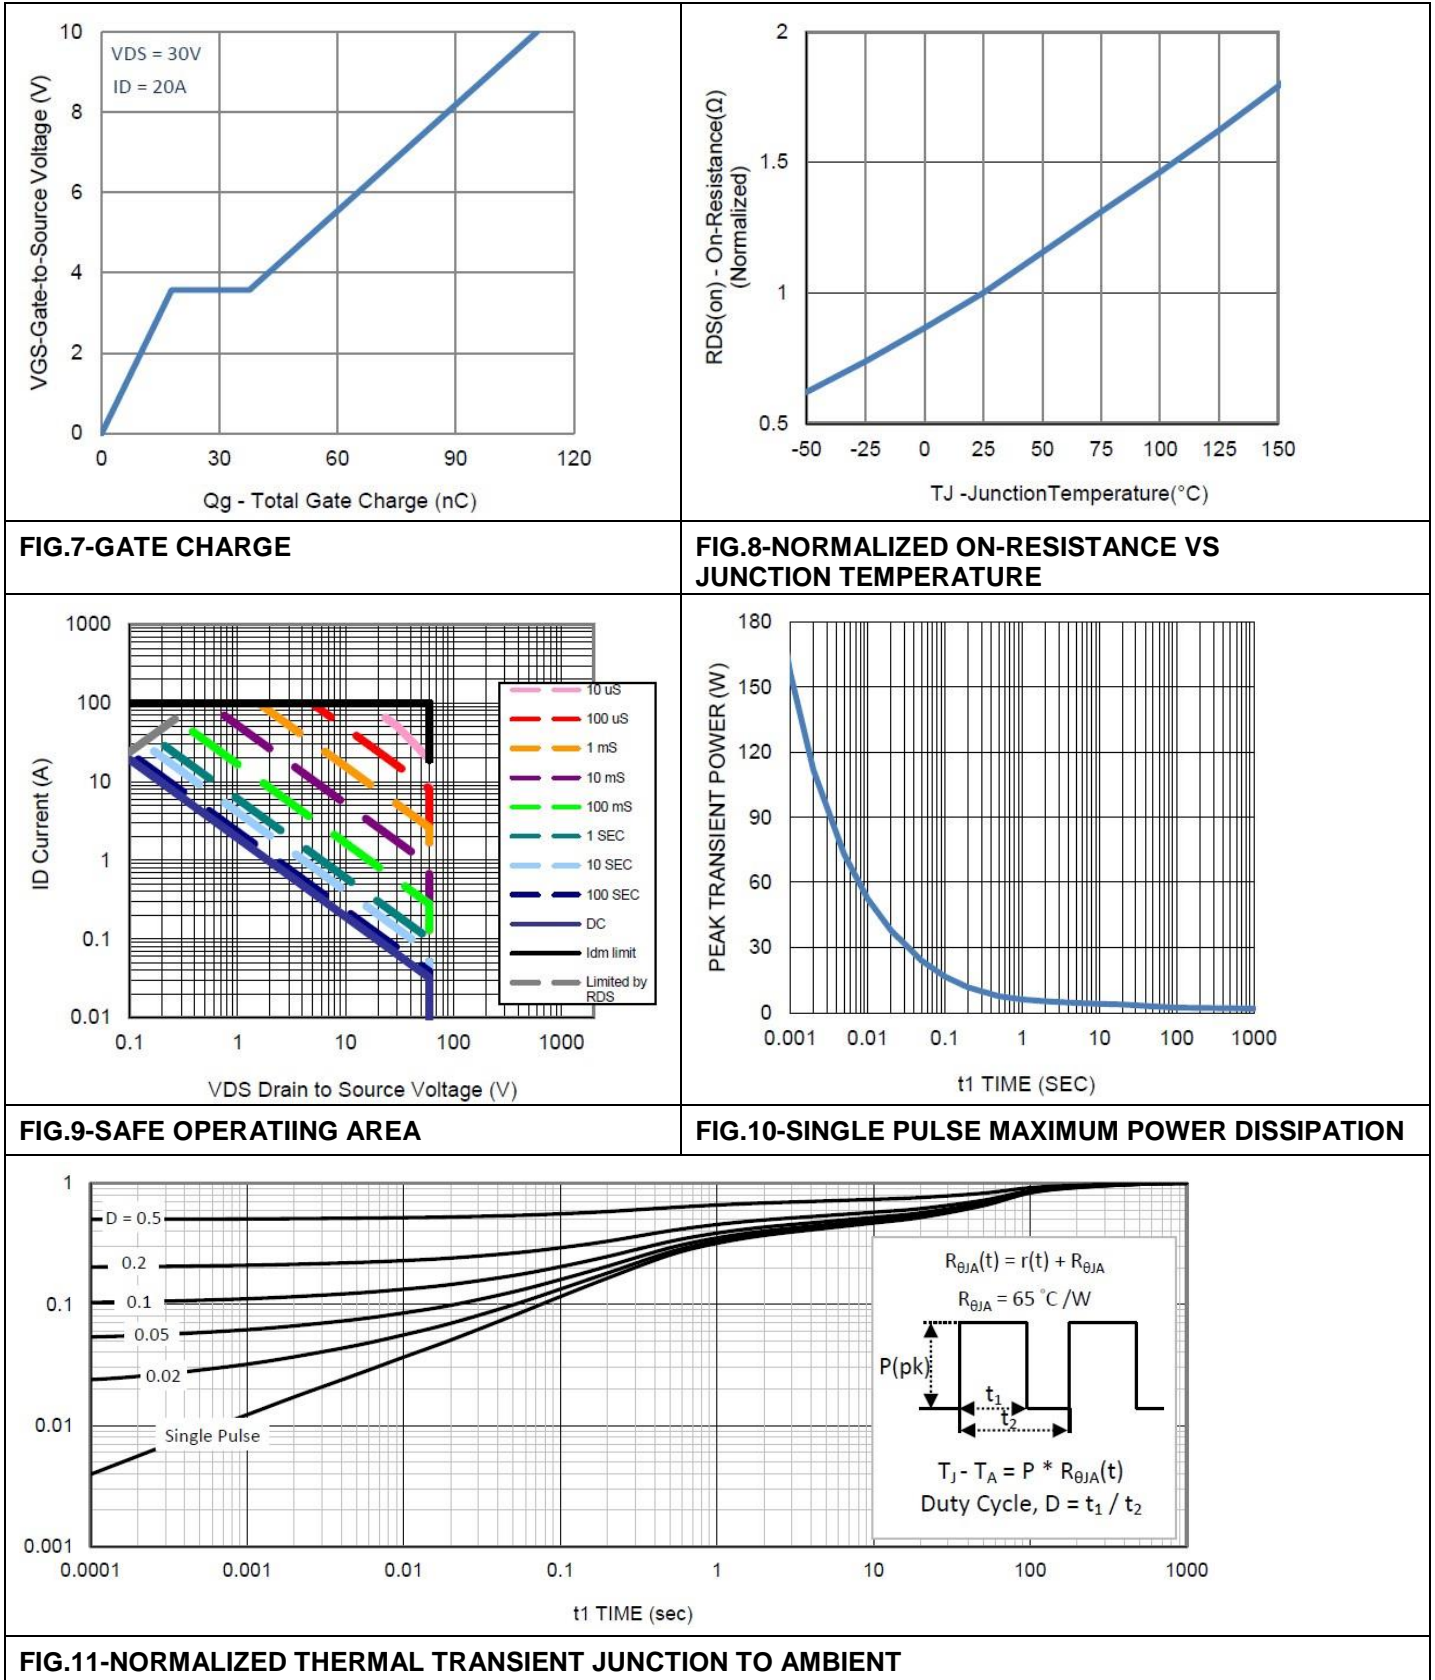 10
8
6
4
2
0
VGS-Gate-to-Source Voltage (V)
VDS = 30V
ID = 20A
0 30 60 90 120
Qg - Total Gate Charge (nC)
2
1.5
1
0.5
RDS(on) - On-Resistance(Ω)
(Normalized)
-50 -25 0 25 50 75 100 125 150
TJ -JunctionTemperature(°C)
FIG.7-GATE CHARGE
FIG.8-NORMALIZED ON-RESISTANCE VS
JUNCTION TEMPERATURE
1000
100
10
1
0.1
0.01
ID Current (A)
10 uS
100 uS
1 mS
10 mS
100 mS
1 SEC
10 SEC
100 SEC
DC
Idm limit
Limited by
RDS
0.1 1 10 100 1000
VDS Drain to Source Voltage (V)
180
150
120
90
60
30
0
PEAK TRANSIENT POWER (W)
0.001 0.01 0.1 1 10 100 1000
t1 TIME (SEC)
FIG.9-SAFE OPERATIING AREA
FIG.10-SINGLE PULSE MAXIMUM POWER DISSIPATION
1
0.1
0.01
0.001
D = 0.5
0.2
0.1
0.05
0.02
Single Pulse
RθJA(t) = r(t) + RθJA
RθJA = 65 °C /W
P(pk)
t1
t2
TJ - TA = P * RθJA(t)
Duty Cycle, D = t1 / t2
0.0001 0.001 0.01 0.1 1 10 100 1000
t1 TIME (sec)
FIG.11-NORMALIZED THERMAL TRANSIENT JUNCTION TO AMBIENT